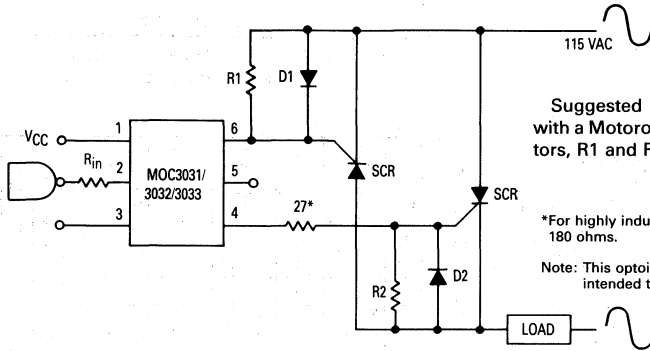 115 VAC
R1
D1
VCC
1
6
Rin
2
MOC3031/
3032/3033
5
SCR
3
4
27*
SCR
R2
D2
LOAD
Suggested
with a Motoro
tors, R1 and
*For highly indu
180 ohms.
Note: This optoi
intended t